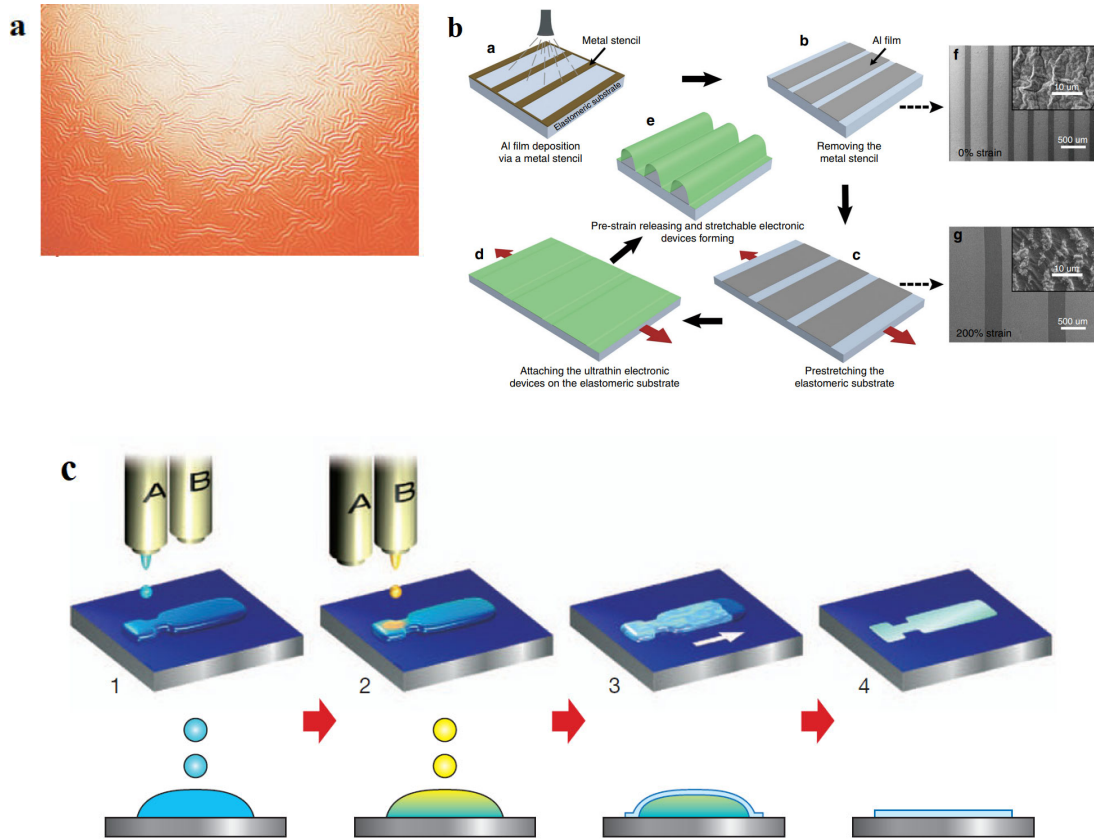 a
b
a
Metal stencil
Elastomeric substrate
Al film deposition
via a metal stencil
b
Al film
Removing the
metal stencil
f
10 um
0% strain
500 um
e
Pre-strain releasing and stretchable electronic
devices forming
d
Attaching the ultrathin electronic
devices on the elastomeric substrate
c
Prestretching
the elastomeric substrate
g
10 um
200% strain
500 um
c
A B
A B
1
2
3
4